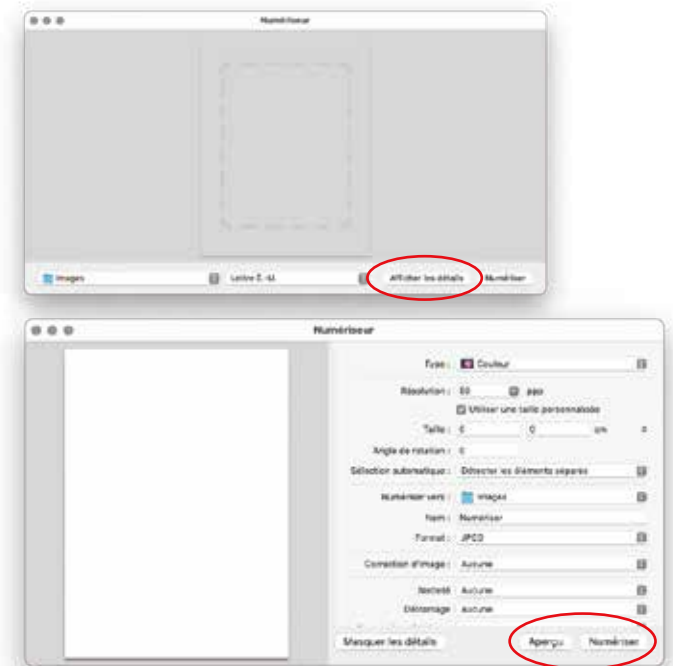 Numériseur
Images
Lettre É.-U.
Afficher les détails
Numériser
Numériseur
Type : Couleur
Résolution : ppp
Utiliser une taille personnalisée
Taille : 0 0 cm
Angle de rotation : 0
Sélection automatique : Détecter les éléments séparés
Numériser vers : Images
Nom : Numériser
Format : JPEG
Correction d'image : Aucune
Netteté Aucune
Détramage Aucune
Masquer les détails
Aperçu
Numériser